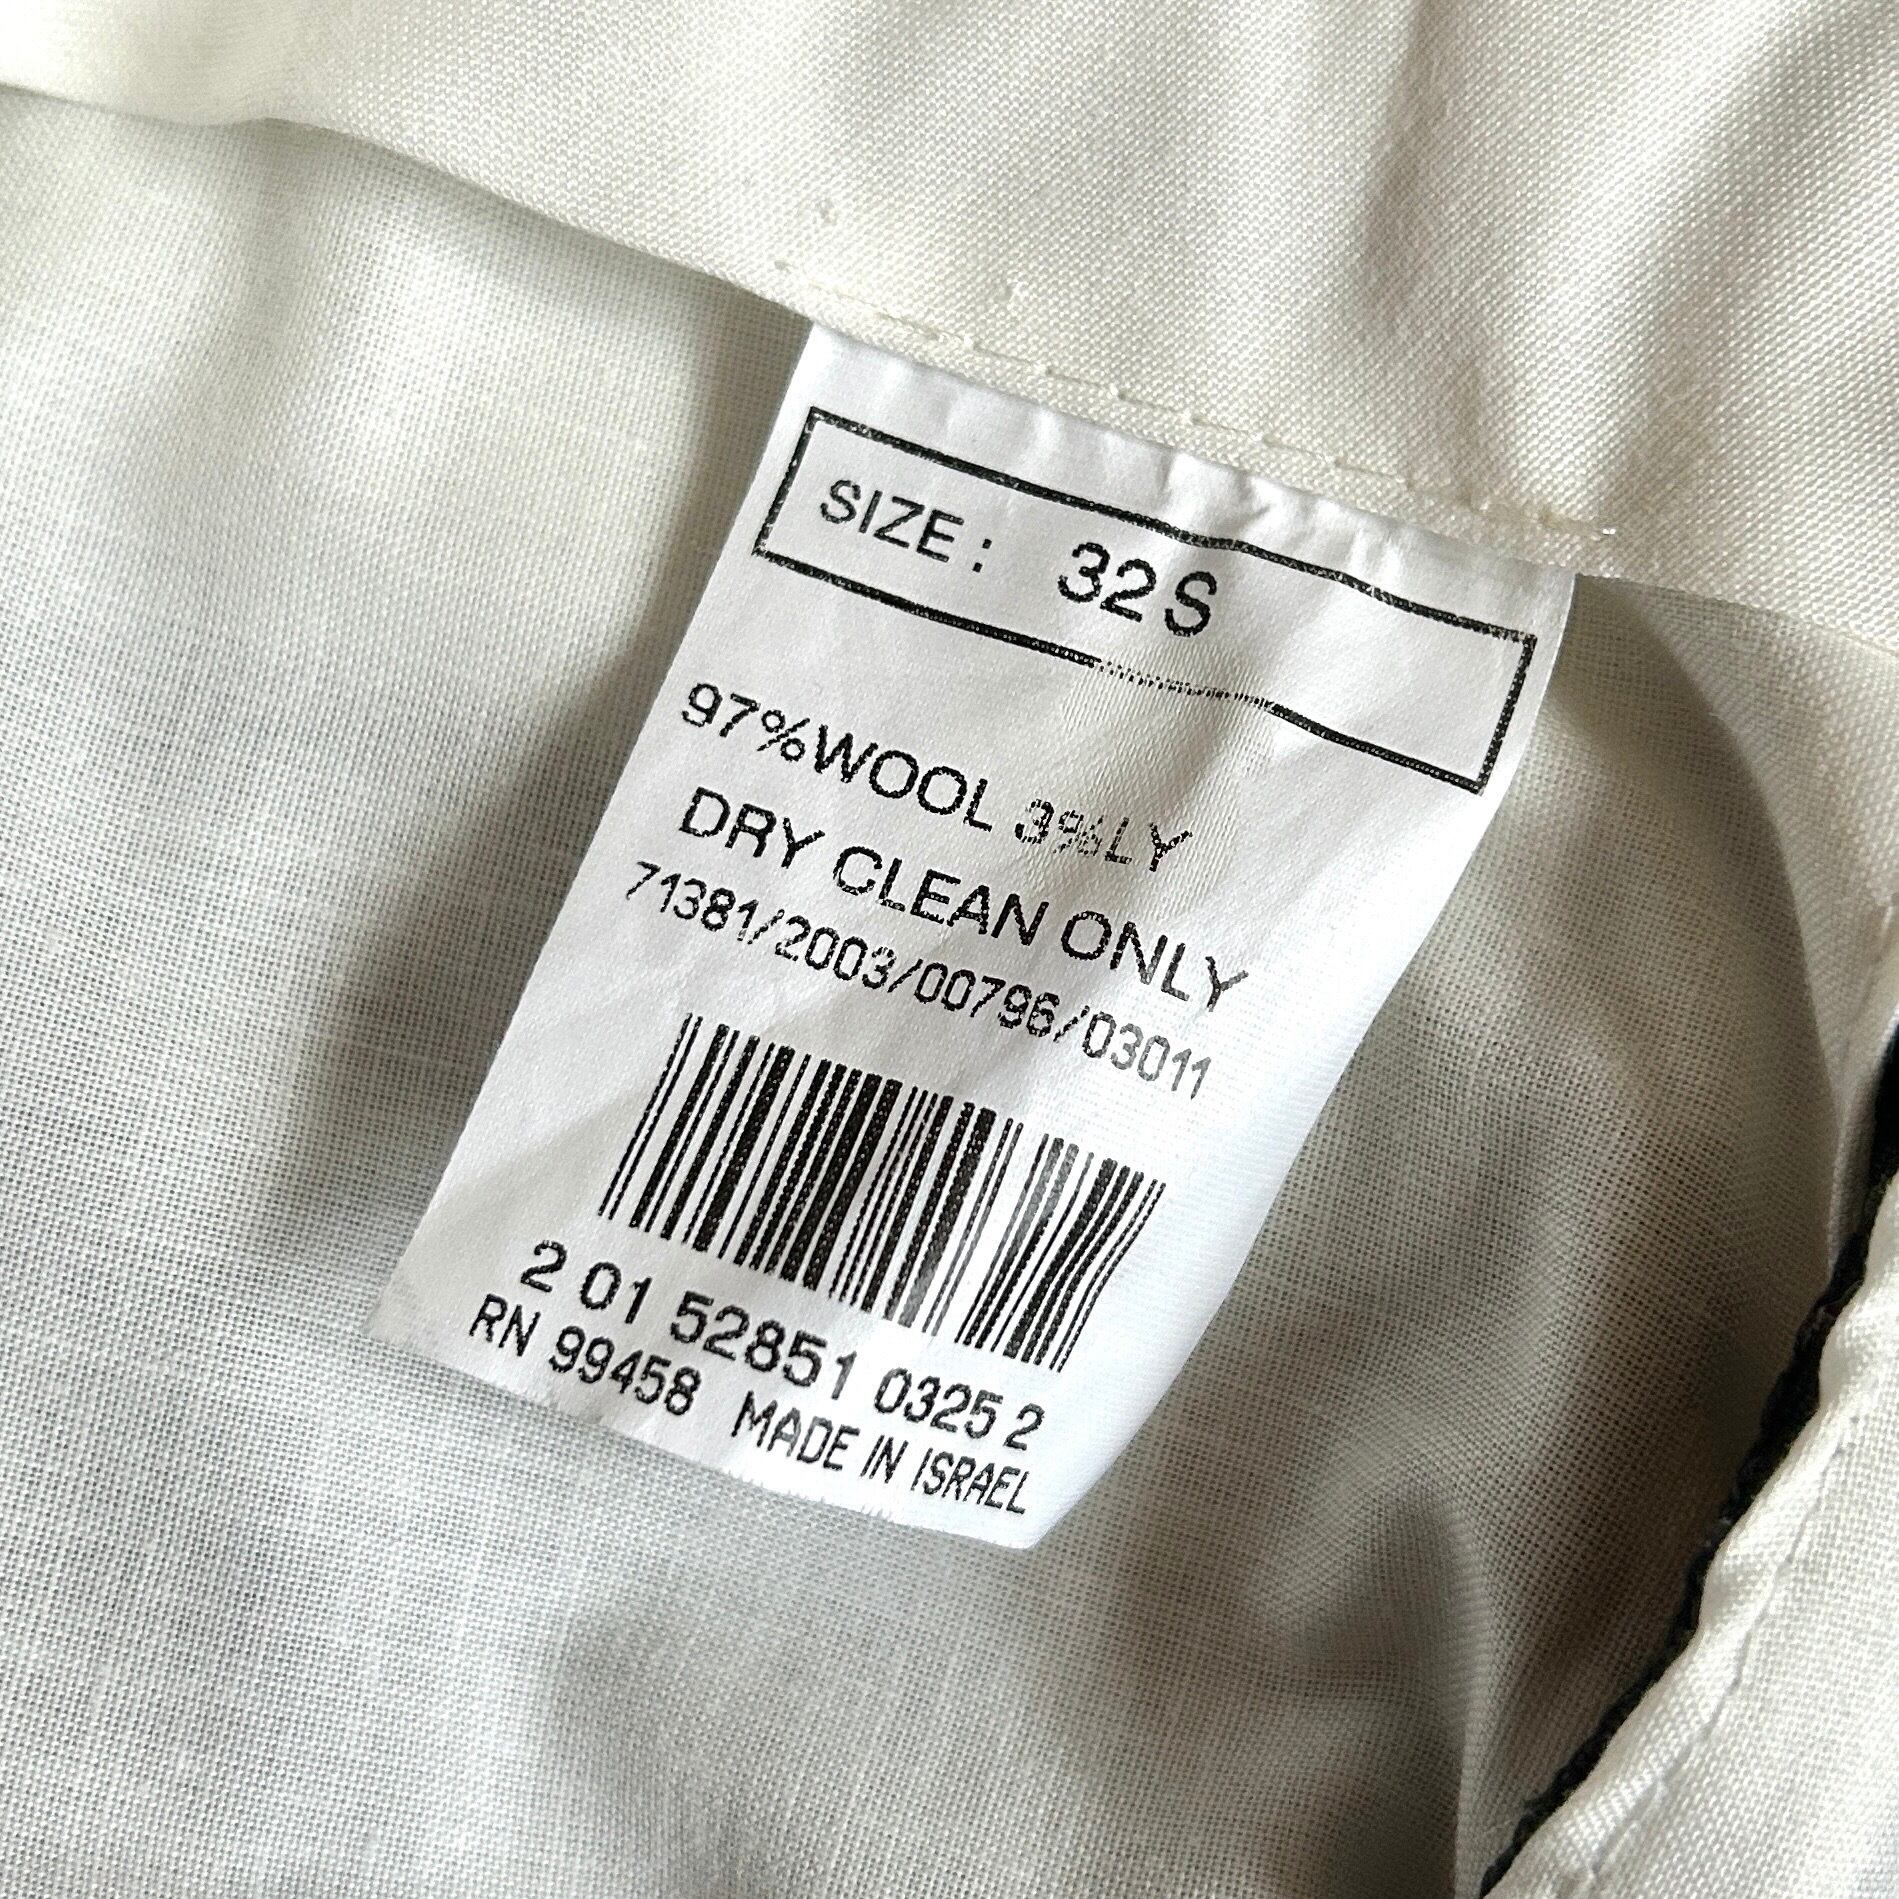 SIZE: 32S
97%WOOL 3%LY
DRY CLEAN ONLY
71381/2003/00796/03011
2 01 52851 0325 2
RN 99458 MADE IN ISRAEL